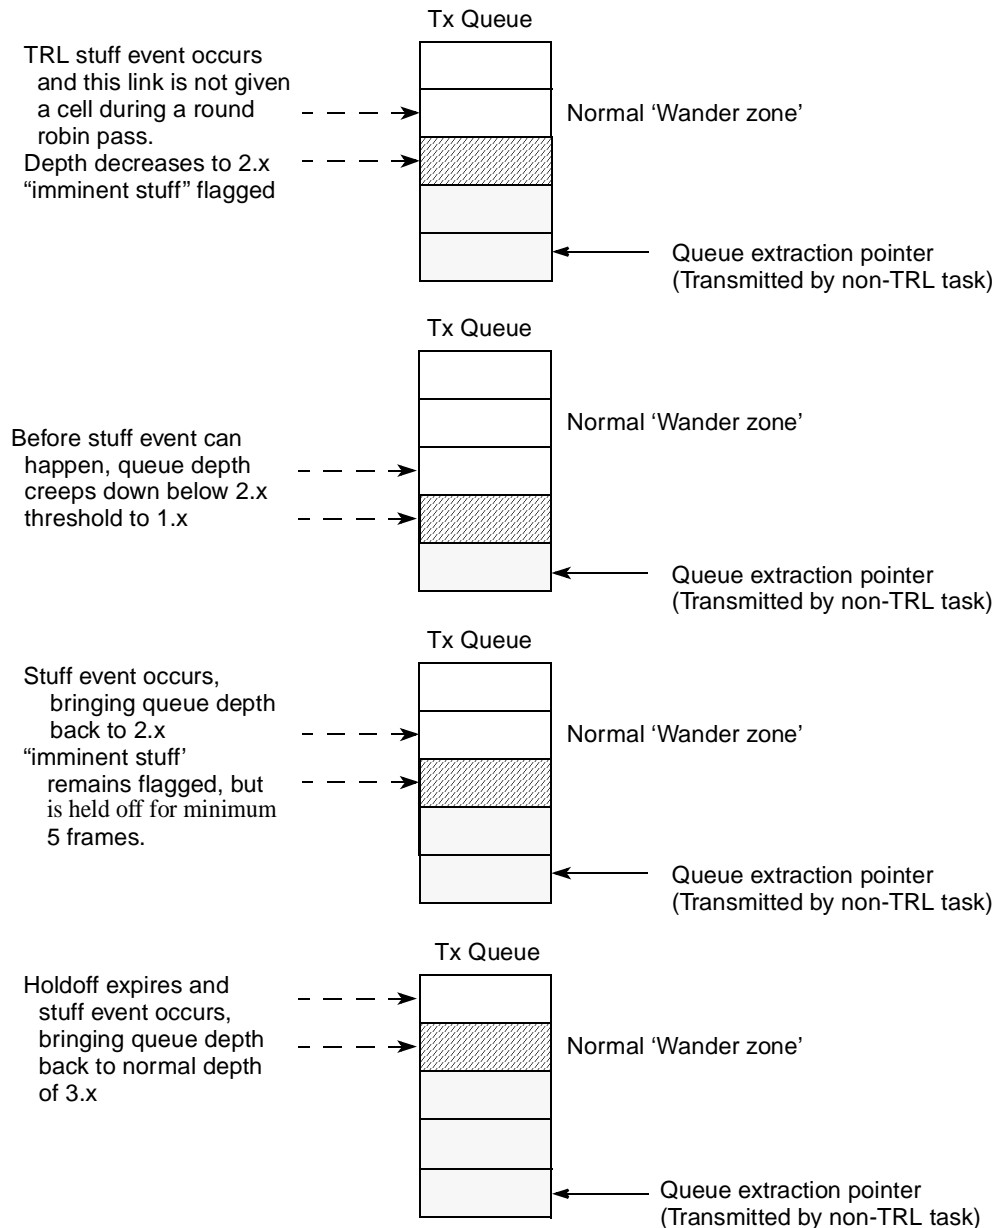 Tx Queue
TRL stuff event occurs
and this link is not given
a cell during a round
robin pass.
Depth decreases to 2.x
“imminent stuff” flagged
Normal ‘Wander zone’
Queue extraction pointer
(Transmitted by non-TRL task)
Tx Queue
Before stuff event can
happen, queue depth
creeps down below 2.x
threshold to 1.x
Normal ‘Wander zone’
Queue extraction pointer
(Transmitted by non-TRL task)
Tx Queue
Stuff event occurs,
bringing queue depth
back to 2.x
“imminent stuff’
remains flagged, but
is held off for minimum
5 frames.
Normal ‘Wander zone’
Queue extraction pointer
(Transmitted by non-TRL task)
Tx Queue
Holdoff expires and
stuff event occurs,
bringing queue depth
back to normal depth
of 3.x
Normal ‘Wander zone’
Queue extraction pointer
(Transmitted by non-TRL task)